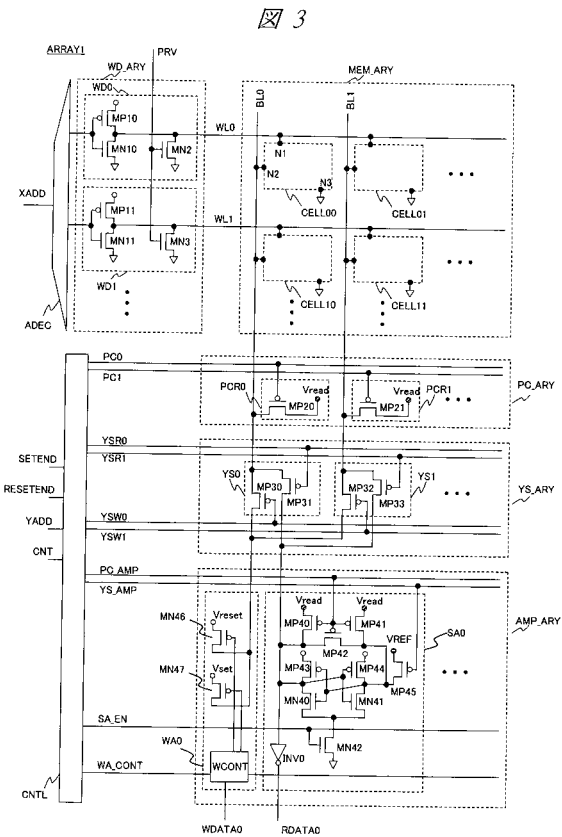 図 3
ARRAY1
PRV
WD_ARY
WD0
MEM_ARY
BL0
BL1
MP10
MN10
MN2
WL0
N1
N2
N3
CELL00
CELL01
XADD
MP11
MN11
MN3
WL1
WD1
CELL10
CELL11
ADEC
PC0
PC1
PCR0
Vread
MP20
Vread
MP21
PCR1
PC_ARY
YSR0
YSR1
SETEND
YS0
MP30
MP31
MP32
MP33
YS1
YS_ARY
RESETEND
YADD
YSW0
YSW1
CNT
PC_AMP
YS_AMP
MN46
Vreset
Vread
Vread
MP40
MP41
MP42
VREF
SA0
AMP_ARY
MN47
Vset
MP43
MP44
MP45
MN40
MN41
SA_EN
MN42
WA0
WCONT
INV0
WA_CONT
CNTL
WDATA0
RDATA0